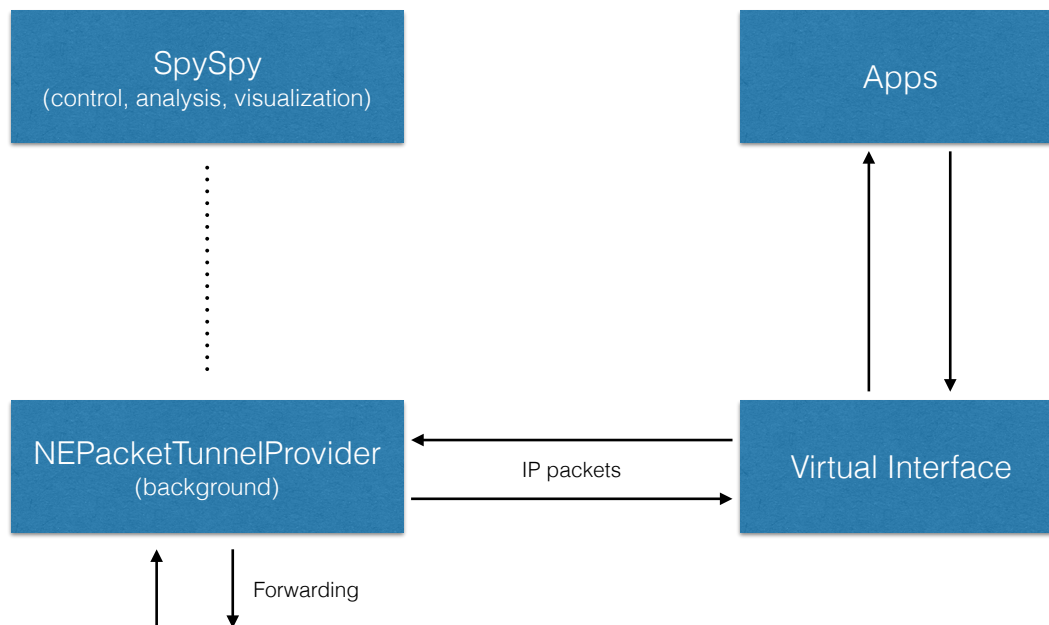 SpySpy
(control, analysis, visualization)
Apps
NEPacketTunnelProvider
(background)
IP packets
Virtual Interface
Forwarding